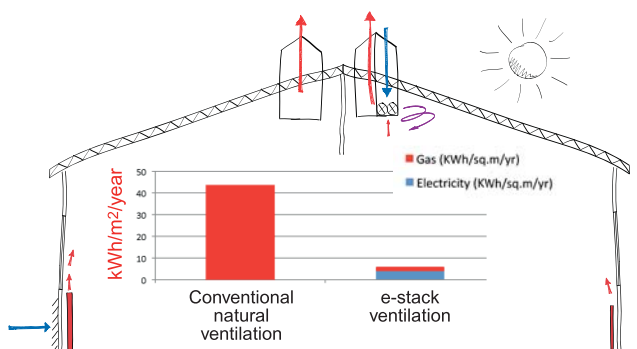 Gas (KWh/sq.m/yr)
Electricity (KWh/sq.m/yr)
kWh/m²/year
50
40
30
20
10
0
Conventional
natural
ventilation
e-stack
ventilation